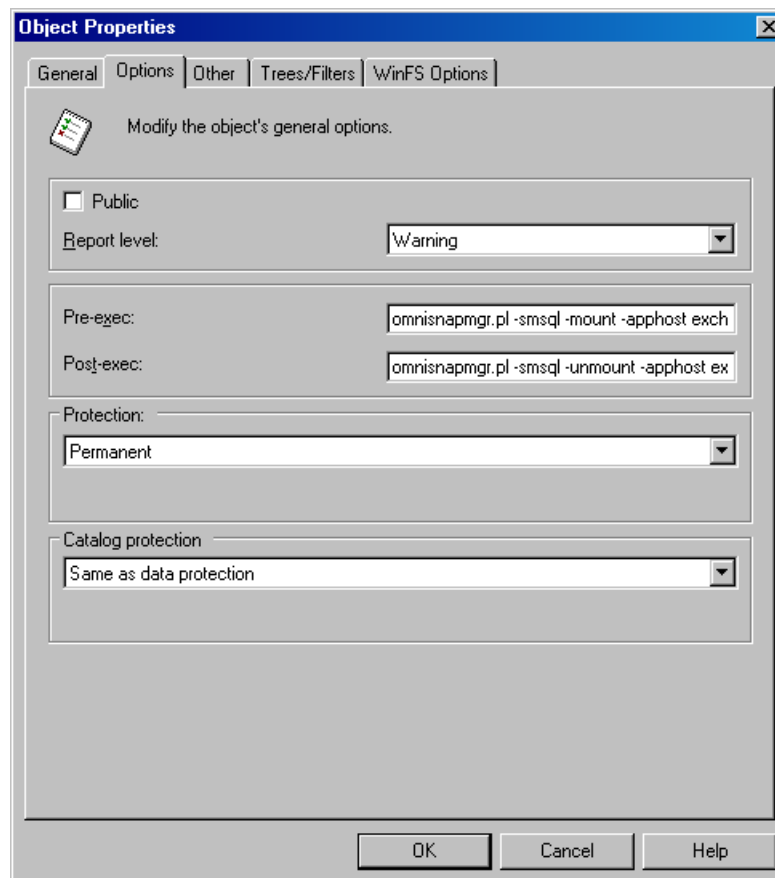 Object Properties
General Options Other Trees/Filters WinFS Options
Modify the object's general options.
Public
Report level: Warning
Pre-exec: omnisnapmgr.pl -smsql -mount -apphost exch
Post-exec: omnisnapmgr.pl -smsql -unmount -apphost ex
Protection:
Permanent
Catalog protection
Same as data protection
OK Cancel Help